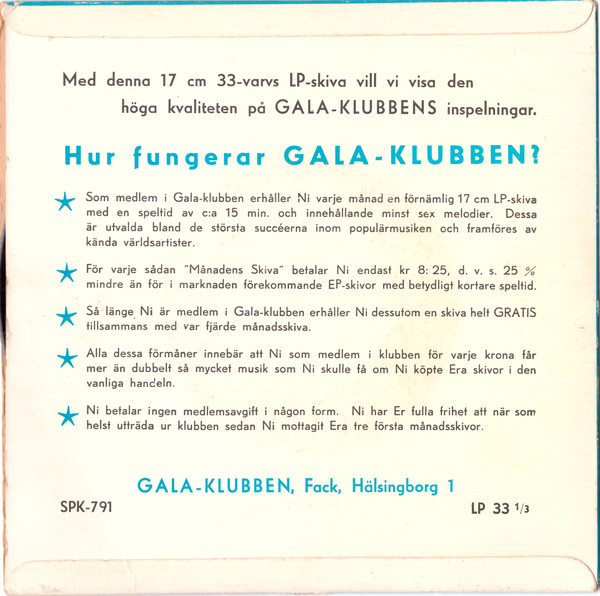 Med denna 17 cm 33-varvs LP-skiva vill vi visa den
höga kvaliteten på GALA-KLUBBENS inspelningar.
Hur fungerar GALA-KLUBBEN?
Som medlem i Gala-klubben erhåller Ni varje månad en förnämlig 17 cm LP-skiva
med en speltid av c:a 15 min. och innehållande minst sex melodier. Dessa
är utvalda bland de största succéerna inom populärmusiken och framföres av
kända världsartister.
För varje sådan "Månadens Skiva" betalar Ni endast kr 8:25, d. v. s. 25 %
mindre än för i marknaden förekommande EP-skivor med betydligt kortare speltid.
Så länge Ni är medlem i Gala-klubben erhåller Ni dessutom en skiva helt GRATIS
tillsammans med var fjärde månadsskiva.
Alla dessa förmåner innebär att Ni som medlem i klubben för varje krona får
mer än dubbelt så mycket musik som Ni skulle få om Ni köpte Era skivor i den
vanliga handeln.
Ni betalar ingen medlemsavgift i någon form. Ni har Er fulla frihet att när som
helst utträda ur klubben sedan Ni mottagit Era tre första månadsskivor.
GALA-KLUBBEN, Fack, Hälsingborg 1
SPK-791 LP 33 1/3